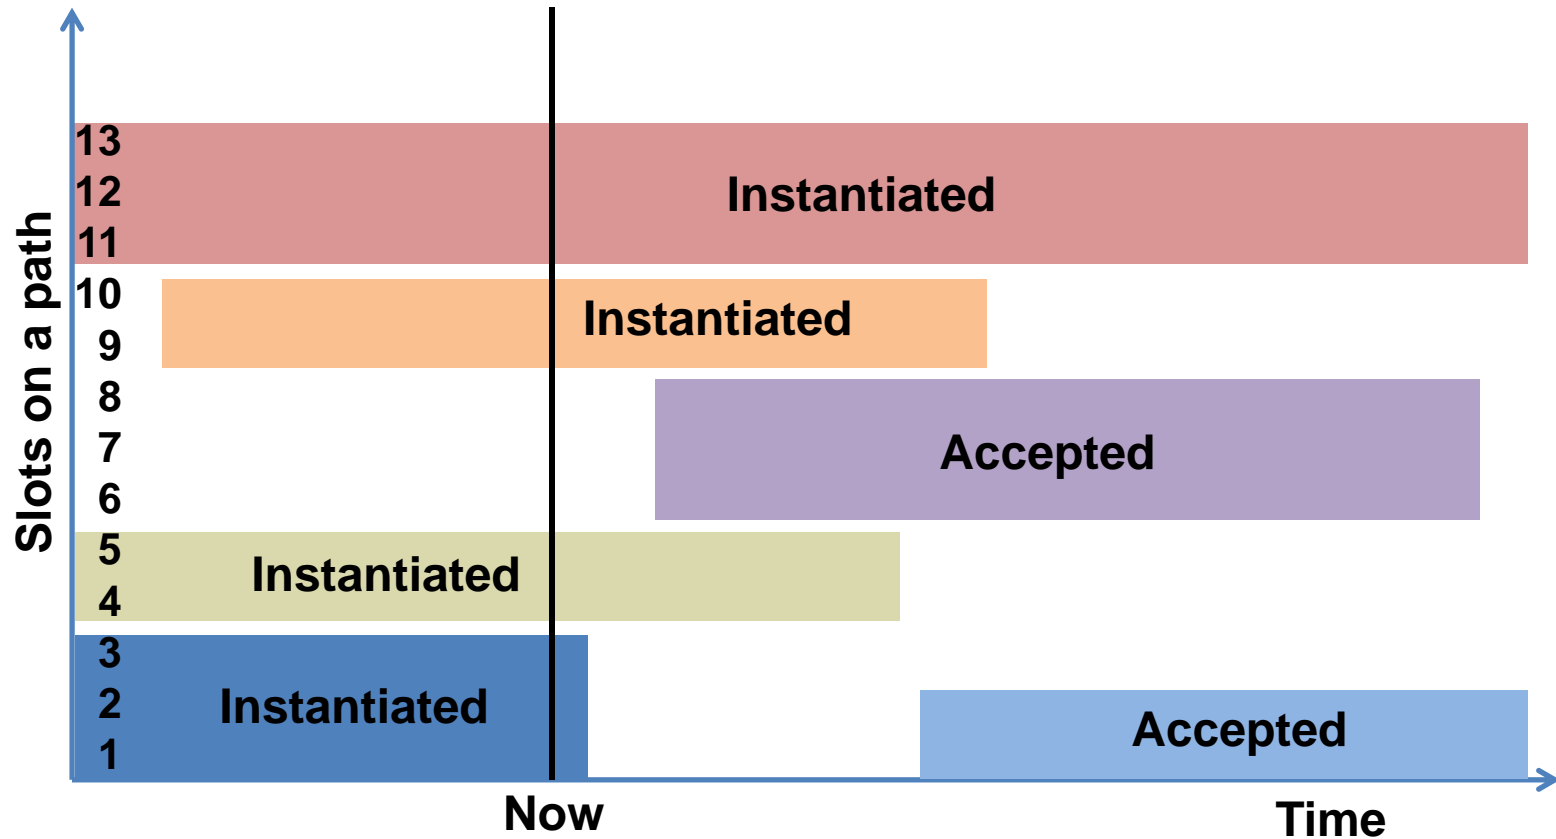 13
12
11
10
9
8
7
6
5
4
3
2
1
Slots on a path
Instantiated
Instantiated
Accepted
Instantiated
Instantiated
Accepted
Now
Time